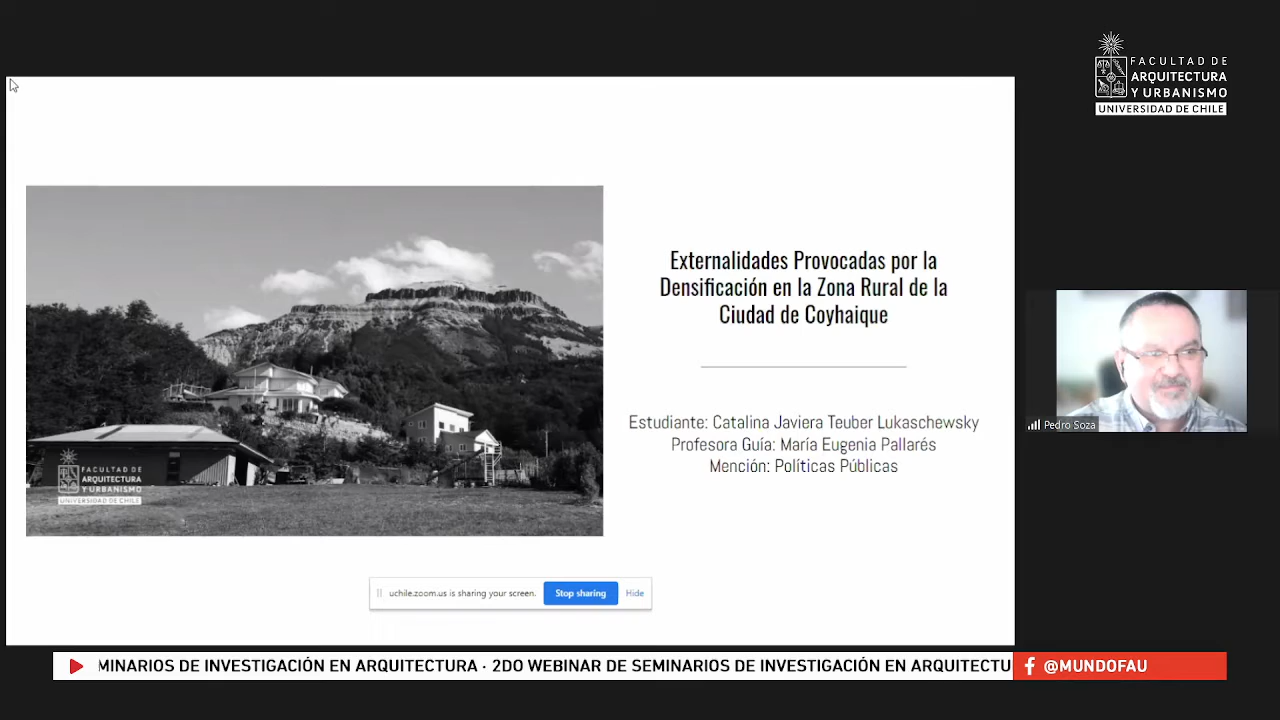 FACULTAD DE
ARQUITECTURA
Y URBANISMO
UNIVERSIDAD DE CHILE
Externalidades Provocadas por la
Densificación en la Zona Rural de la
Ciudad de Coyhaique
Estudiante: Catalina Javiera Teuber Lukaschewsky
Profesora Guía: María Eugenia Pallarés
Mención: Políticas Públicas
Pedro Soza
FACULTAD DE
ARQUITECTURA
Y URBANISMO
UNIVERSIDAD DE CHILE
uchile.zoom.us is sharing your screen. Stop sharing Hide
MINARIOS DE INVESTIGACIÓN EN ARQUITECTURA · 2DO WEBINAR DE SEMINARIOS DE INVESTIGACIÓN EN ARQUITECTU
@MUNDOFAU